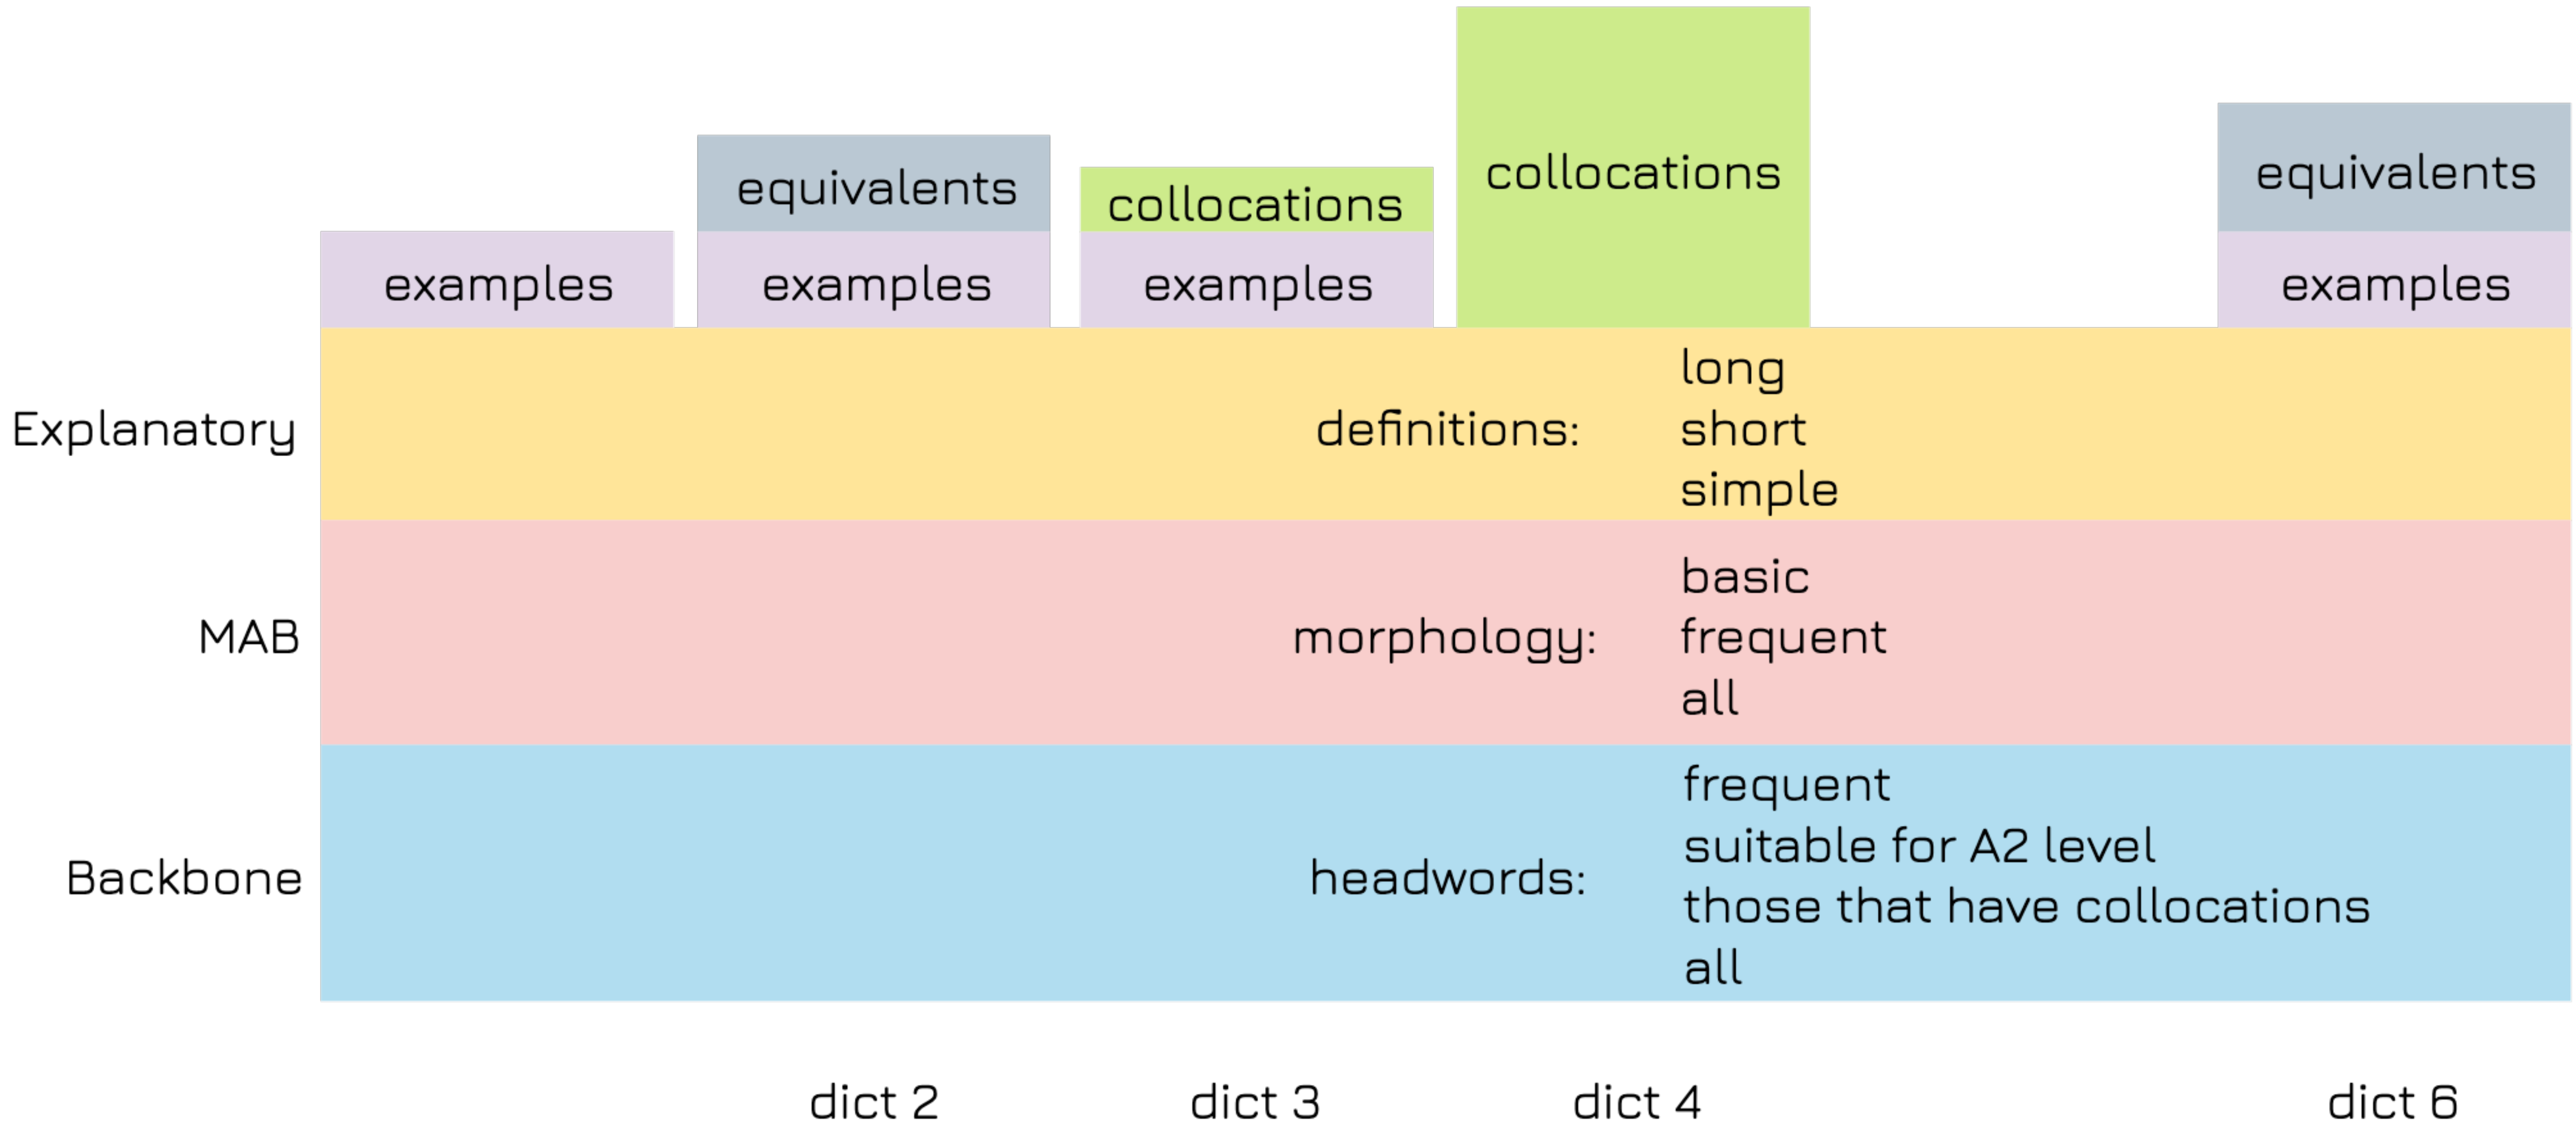 collocations
equivalents
collocations
equivalents
examples
examples
examples
examples
Explanatory
definitions:
long
short
simple
MAB
morphology:
basic
frequent
all
Backbone
headwords:
frequent
suitable for A2 level
those that have collocations
all
dict 2
dict 3
dict 4
dict 6